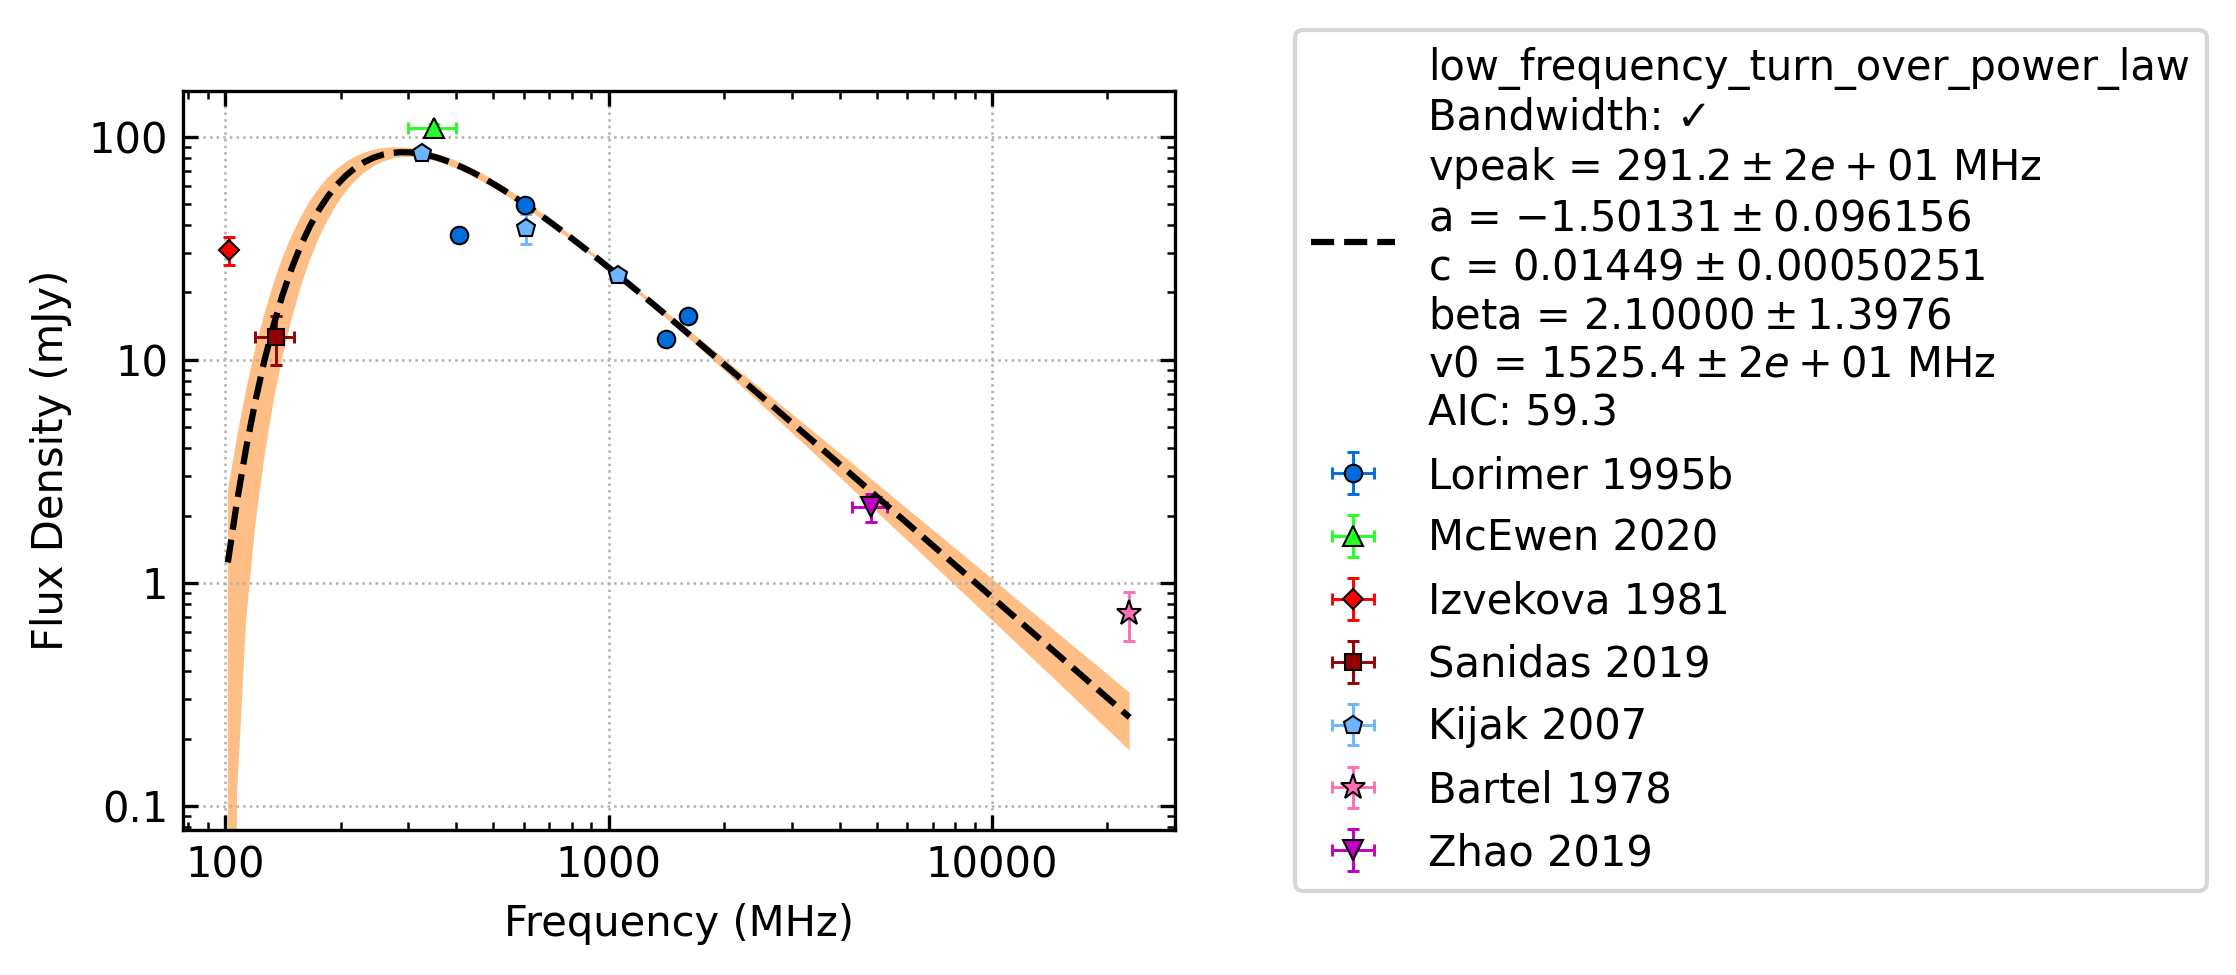 100
10
1
0.1
Flux Density (mJy)
100
1000
10000
Frequency (MHz)
low_frequency_turn_over_power_law
Bandwidth: ✓
vpeak = 291.2 ± 2e + 01 MHz
a = −1.50131 ± 0.096156
c = 0.01449 ± 0.00050251
beta = 2.10000 ± 1.3976
v0 = 1525.4 ± 2e + 01 MHz
AIC: 59.3
Lorimer 1995b
McEwen 2020
Izvekova 1981
Sanidas 2019
Kijak 2007
Bartel 1978
Zhao 2019